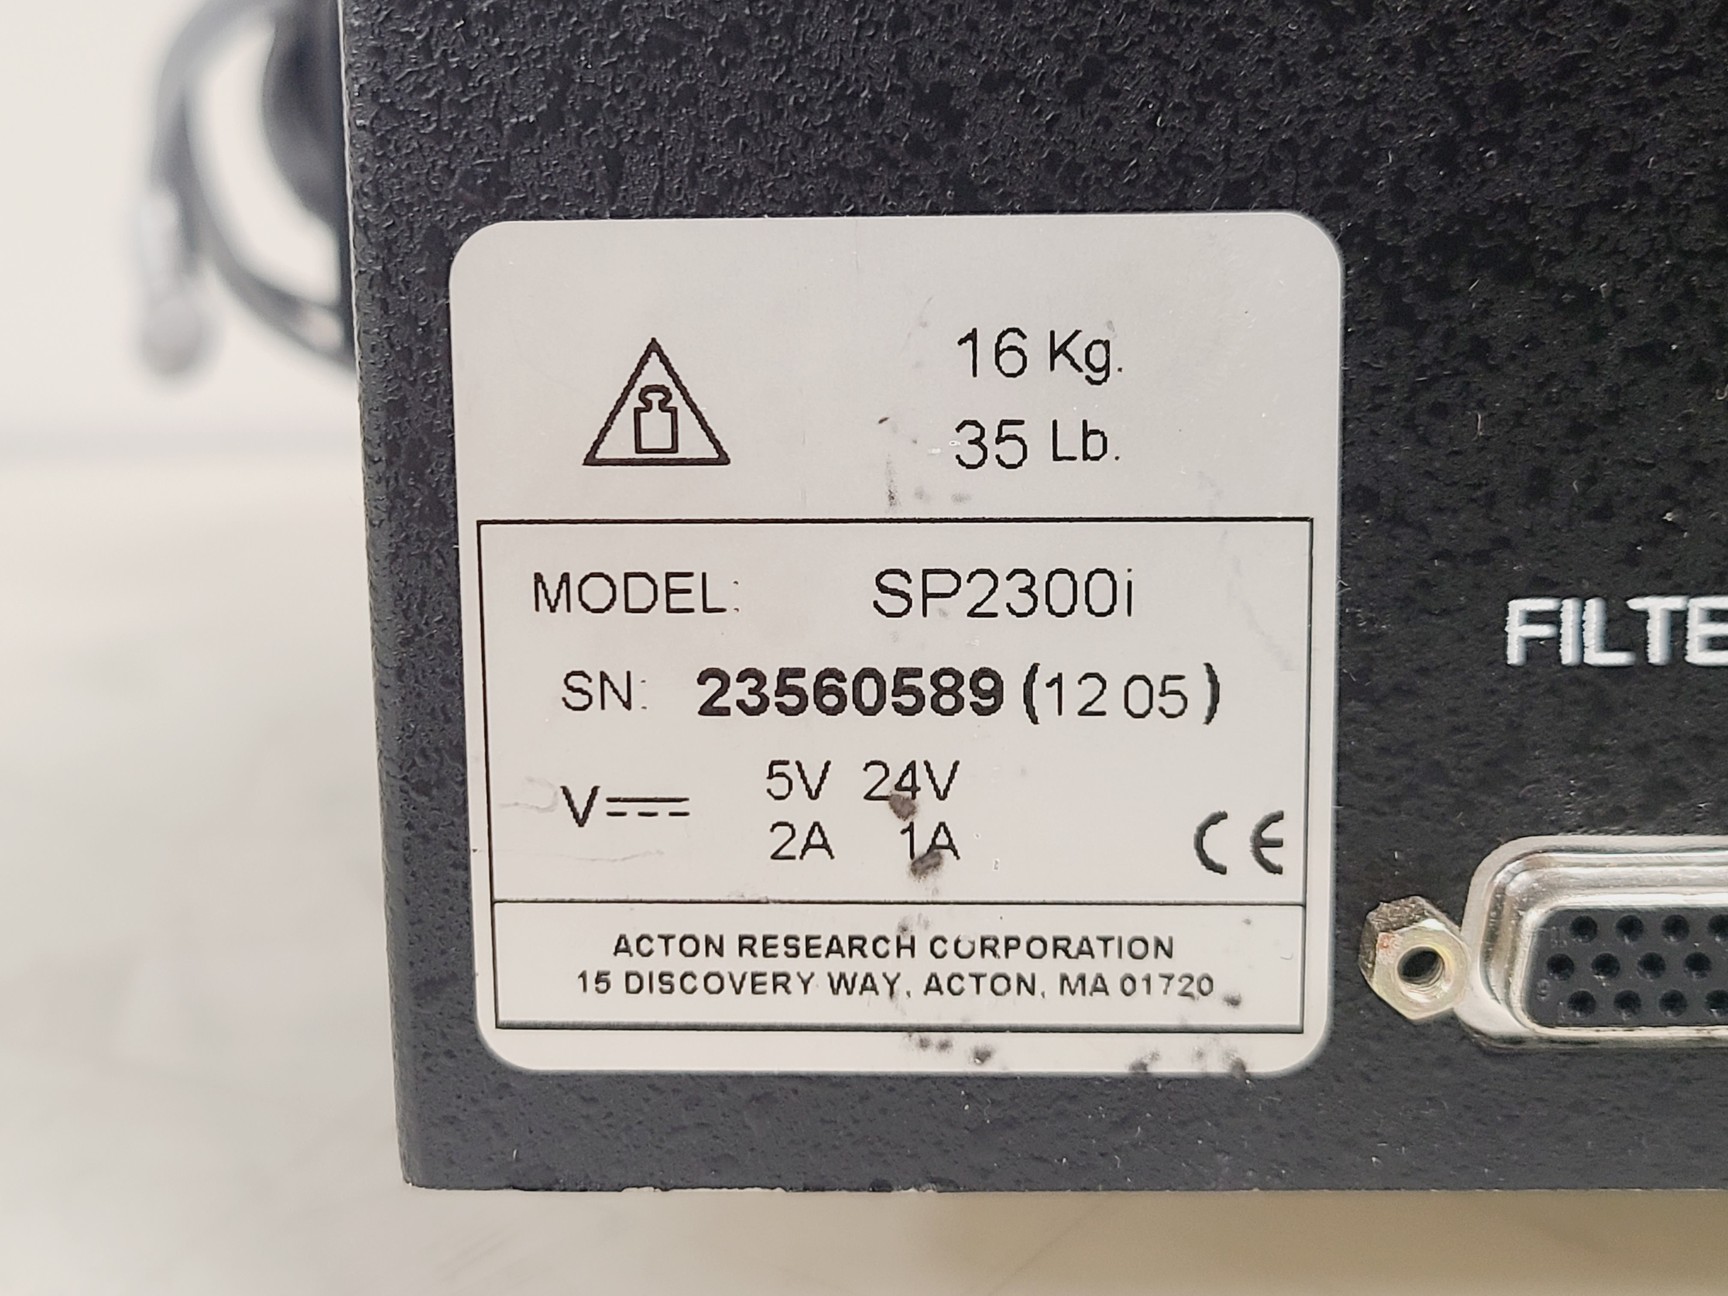 16 Kg.
35 Lb.
MODEL: SP2300i
SN: 23560589 (12 05)
V 5V 24V
2A 1A
CE
ACTON RESEARCH CORPORATION
15 DISCOVERY WAY, ACTON, MA 01720
FILTE
9